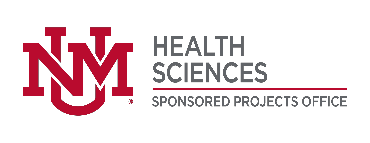 UNM
HEALTH
SCIENCES
SPONSORED PROJECTS OFFICE